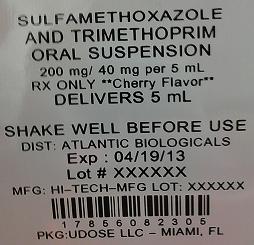 SULFAMETHOXAZOLE
AND TRIMETHOPRIM
ORAL SUSPENSION
200 mg/ 40 mg per 5 mL
RX ONLY **Cherry Flavor**
DELIVERS 5 mL
SHAKE WELL BEFORE USE
DIST: ATLANTIC BIOLOGICALS
Exp : 04/19/13
Lot # XXXXXX
MFG: HI-TECH-MFG LOT: XXXXXX
17856082305
PKG:UDOSE LLC – MIAMI, FL